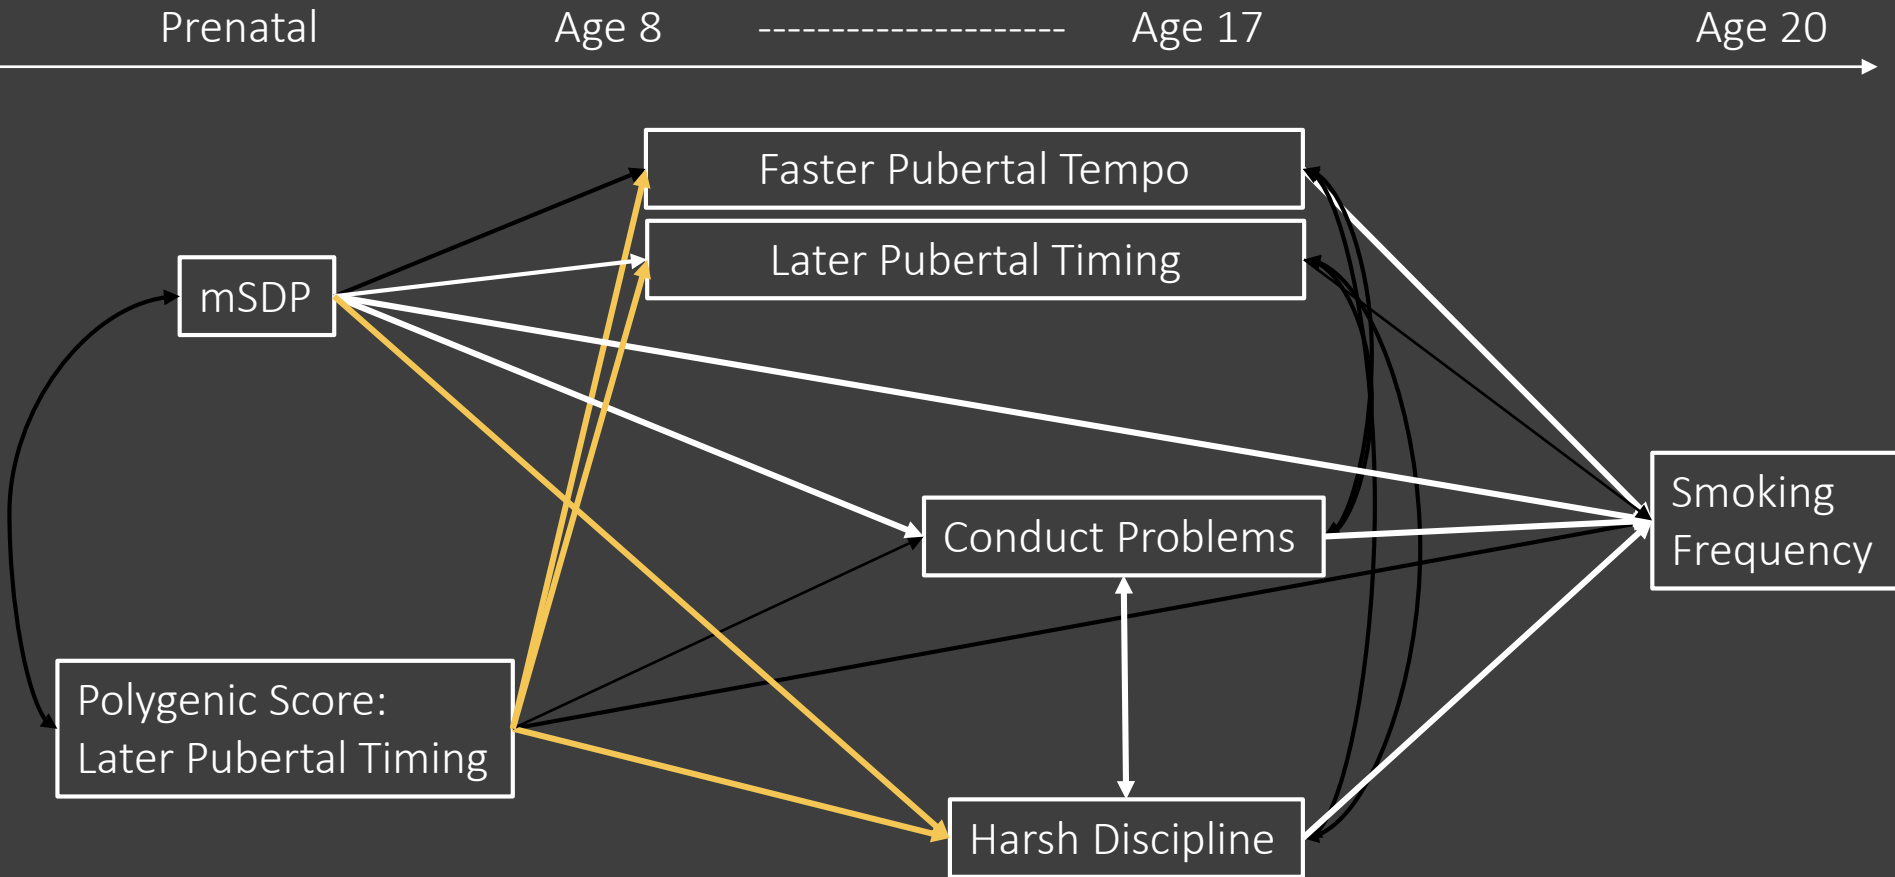 Prenatal Age 8 --------------------- Age 17 Age 20
Faster Pubertal Tempo
Later Pubertal Timing
mSDP
Smoking
Frequency
Conduct Problems
Polygenic Score:
Later Pubertal Timing
Harsh Discipline